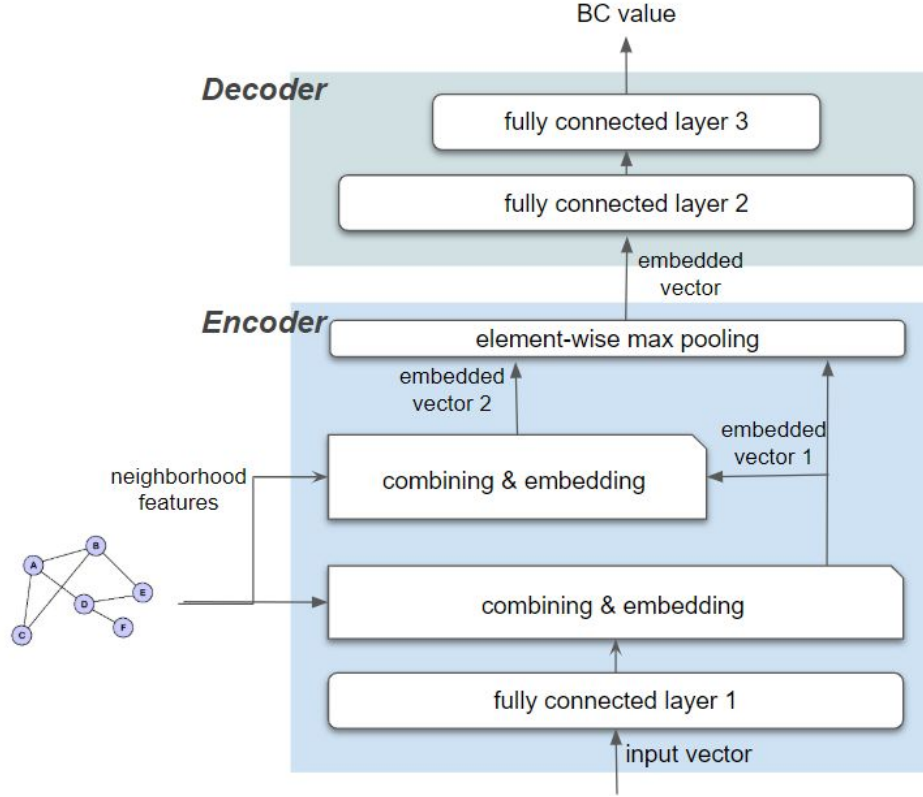 BC value
Decoder
fully connected layer 3
fully connected layer 2
embedded
vector
Encoder
element-wise max pooling
embedded
vector 2
embedded
vector 1
combining & embedding
neighborhood
features
B
A
E
D
F
C
combining & embedding
fully connected layer 1
input vector